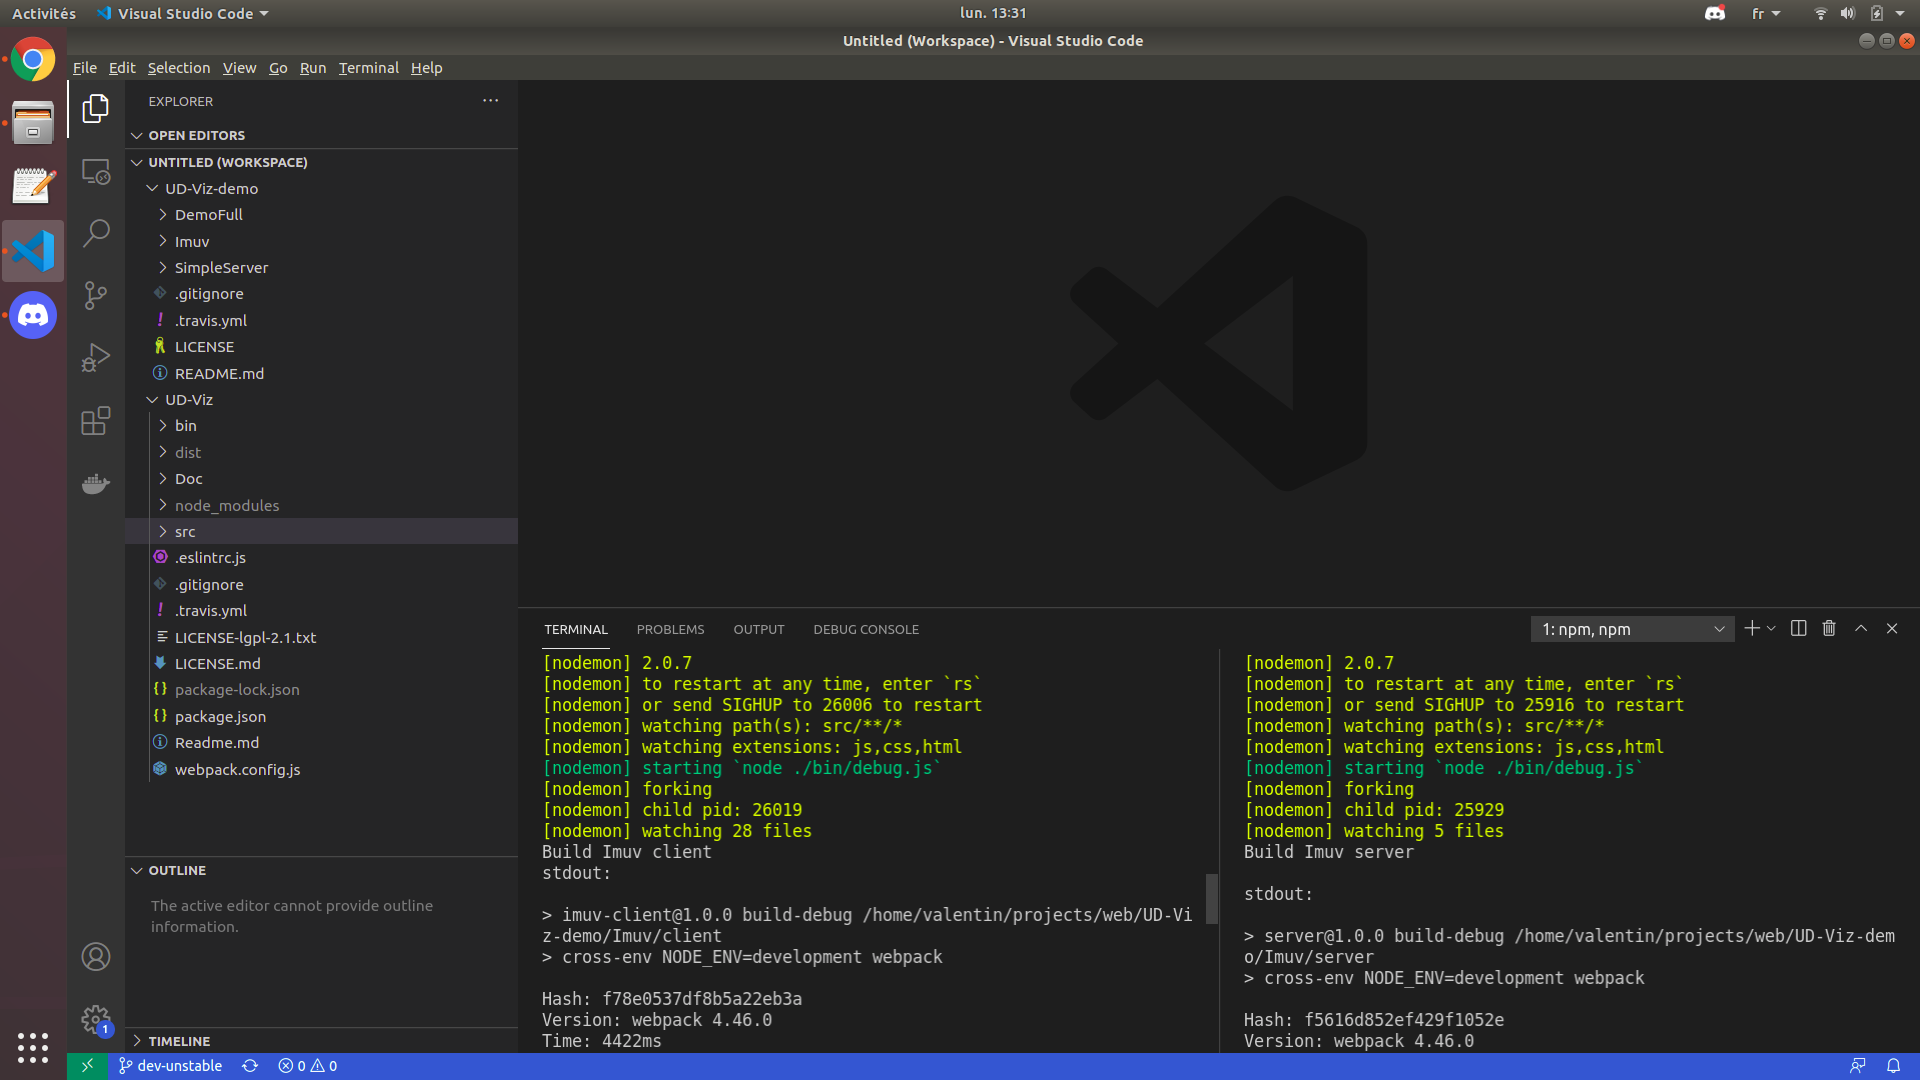 Activités
Visual Studio Code
lun. 13:31
fr
Untitled (Workspace) - Visual Studio Code
File Edit Selection View Go Run Terminal Help
EXPLORER
OPEN EDITORS
UNTITLED (WORKSPACE)
UD-Viz-demo
DemoFull
Imuv
SimpleServer
.gitignore
.travis.yml
LICENSE
README.md
UD-Viz
bin
dist
Doc
node_modules
src
.eslintrc.js
.gitignore
.travis.yml
LICENSE-lgpl-2.1.txt
LICENSE.md
package-lock.json
package.json
Readme.md
webpack.config.js
OUTLINE
The active editor cannot provide outline
information.
TIMELINE
TERMINAL PROBLEMS OUTPUT DEBUG CONSOLE
1: npm, npm
[nodemon] 2.0.7
[nodemon] to restart at any time, enter `rs`
[nodemon] or send SIGHUP to 26006 to restart
[nodemon] watching path(s): src/**/*
[nodemon] watching extensions: js,css,html
[nodemon] starting `node ./bin/debug.js`
[nodemon] forking
[nodemon] child pid: 26019
[nodemon] watching 28 files
Build Imuv client
stdout:
> imuv-client@1.0.0 build-debug /home/valentin/projects/web/UD-Vi
z-demo/Imuv/client
> cross-env NODE_ENV=development webpack
Hash: f78e0537df8b5a22eb3a
Version: webpack 4.46.0
Time: 4422ms
[nodemon] 2.0.7
[nodemon] to restart at any time, enter `rs`
[nodemon] or send SIGHUP to 25916 to restart
[nodemon] watching path(s): src/**/*
[nodemon] watching extensions: js,css,html
[nodemon] starting `node ./bin/debug.js`
[nodemon] forking
[nodemon] child pid: 25929
[nodemon] watching 5 files
Build Imuv server
stdout:
> server@1.0.0 build-debug /home/valentin/projects/web/UD-Viz-dem
o/Imuv/server
> cross-env NODE_ENV=development webpack
Hash: f5616d852ef429f1052e
Version: webpack 4.46.0
1
dev-unstable
0
0